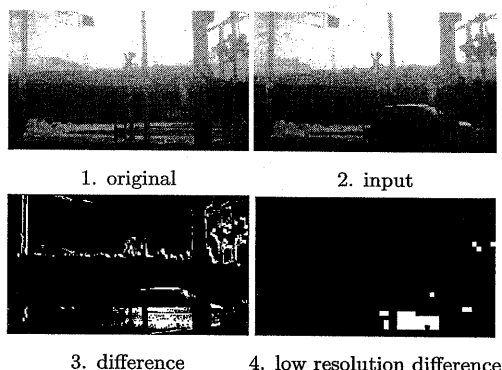 1. original
2. input
3. difference
4. low resolution difference